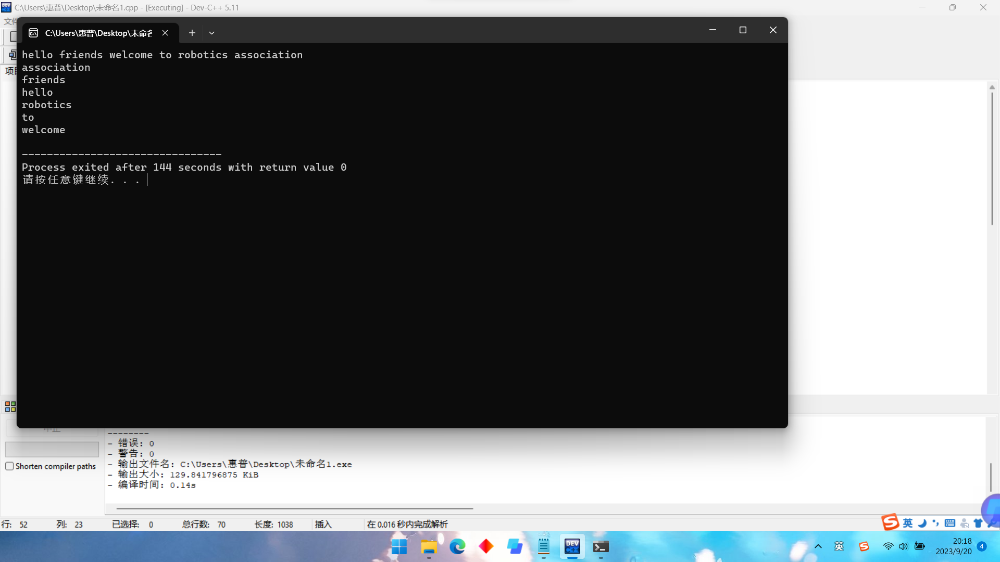 C:\Users\惠普\Desktop\未命名1.cpp - [Executing] - Dev-C++ 5.11
文件
C:\Users\惠普\Desktop\未命名
hello friends welcome to robotics association
association
friends
hello
robotics
to
welcome
--------------------------------
Process exited after 144 seconds with return value 0
请按任意键继续. . .
--------
- 错误: 0
- 警告: 0
- 输出文件名: C:\Users\惠普\Desktop\未命名1.exe
- 输出大小: 129.841796875 KiB
- 编译时间: 0.14s
Shorten compiler paths
行: 52 列: 23 已选择: 0 总行数: 70 长度: 1038 插入 在 0.016 秒内完成解析
英
DEV C++
英
20:18
2023/9/20
4